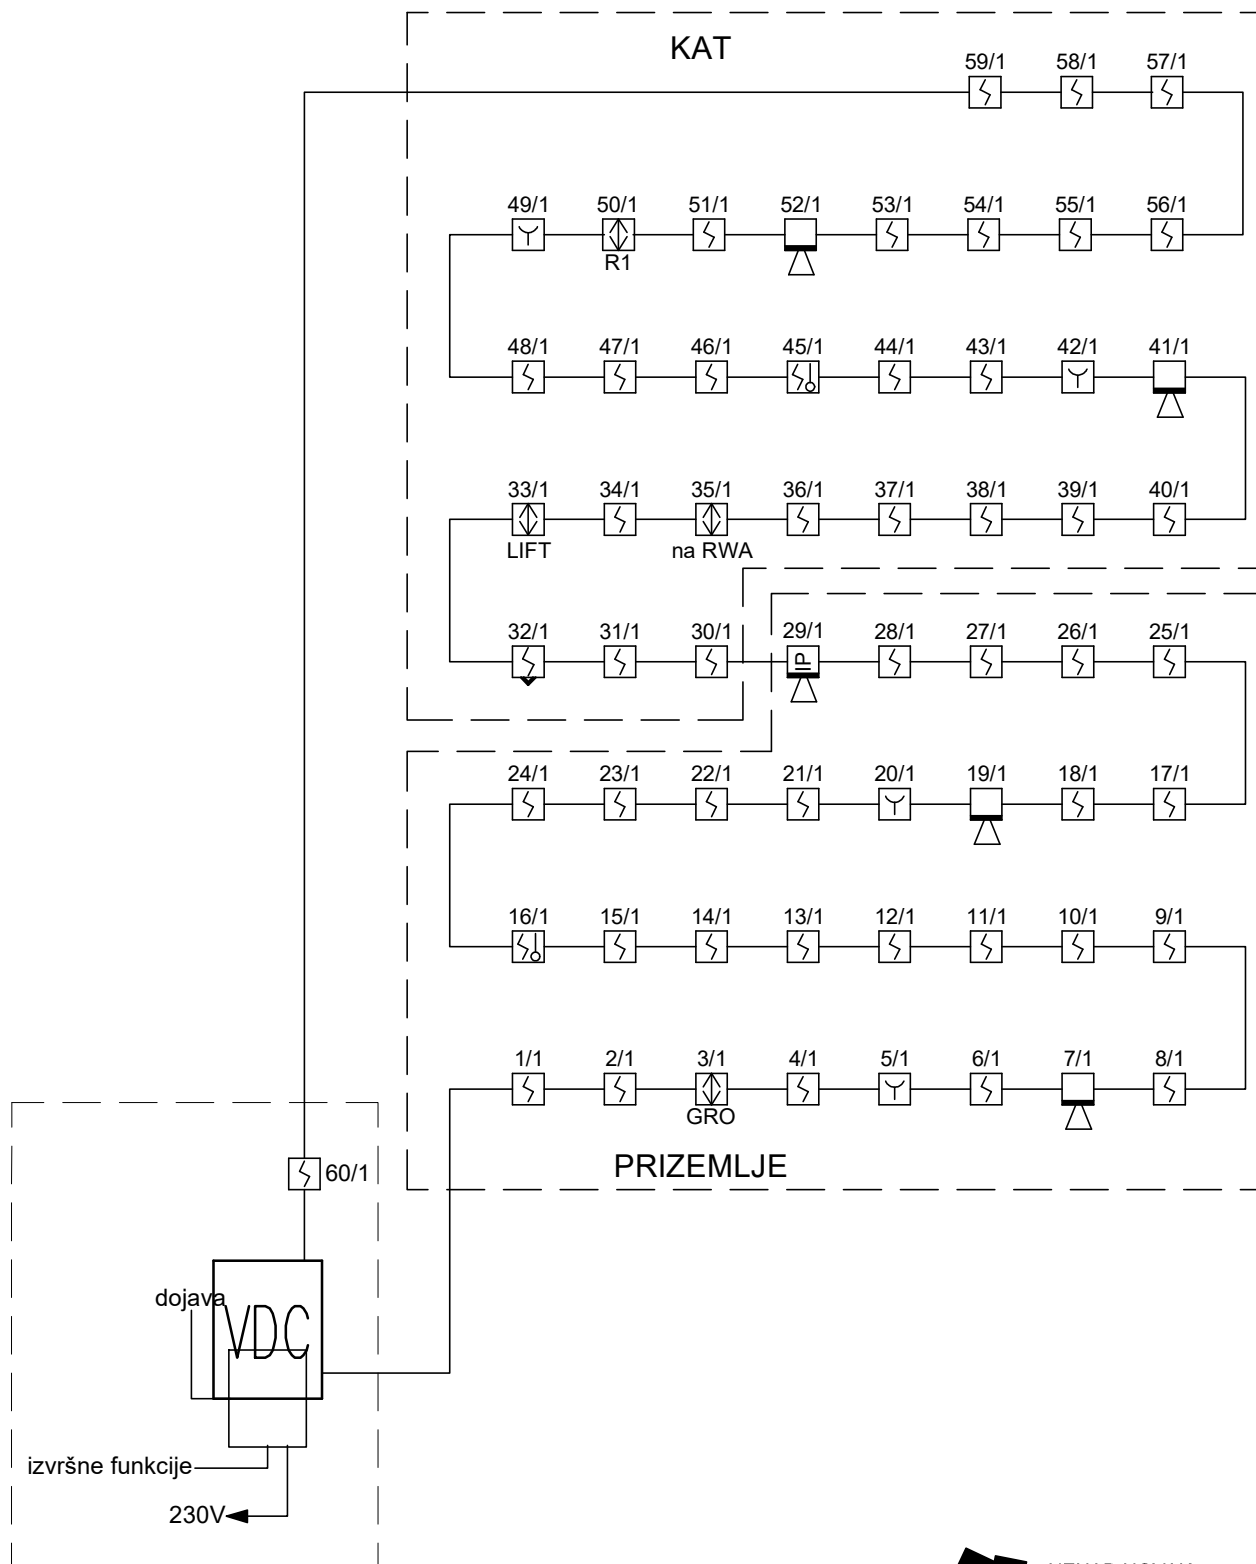 KAT
59/1 58/1 57/1
49/1 50/1 51/1 52/1 53/1 54/1 55/1 56/1
R1
48/1 47/1 46/1 45/1 44/1 43/1 42/1 41/1
33/1 34/1 35/1 36/1 37/1 38/1 39/1 40/1
LIFT na RWA
32/1 31/1 30/1 29/1 28/1 27/1 26/1 25/1
IP
24/1 23/1 22/1 21/1 20/1 19/1 18/1 17/1
16/1 15/1 14/1 13/1 12/1 11/1 10/1 9/1
1/1 2/1 3/1 4/1 5/1 6/1 7/1 8/1
GRO
PRIZEMLJE
60/1
dojava
VDC
izvršne funkcije
230V